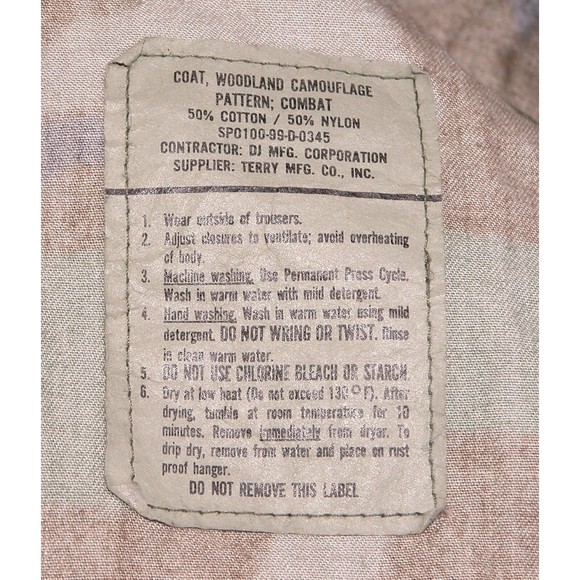 COAT, WOODLAND CAMOUFLAGE
PATTERN; COMBAT
50% COTTON / 50% NYLON
SPO100-99-D-0345
CONTRACTOR: DJ MFG. CORPORATION
SUPPLIER: TERRY MFG. CO., INC.
1. Wear outside of trousers.
2. Adjust closures to ventilate; avoid overheating
of body.
3. Machine washing. Use Permanent Press Cycle.
Wash in warm water with mild detergent.
4. Hand washing. Wash in warm water using mild
detergent. DO NOT WRING OR TWIST. Rinse
in clean warm water.
5. DO NOT USE CHLORINE BLEACH OR STARCH.
6. Dry at low heat (Do not exceed 130°F). After
drying, tumble at room temperature for 10
minutes. Remove immediately from dryer. To
drip dry, remove from water and place on rust
proof hanger.
DO NOT REMOVE THIS LABEL